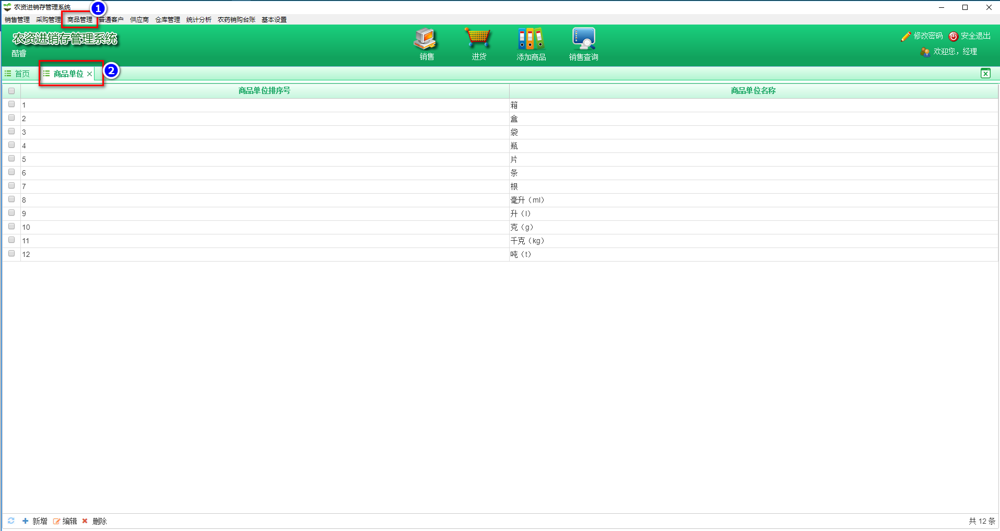 农资进销存管理系统
1
销售管理 采购管理 商品管理 普通客户 供应商 仓库管理 统计分析 农药销购台账 基本设置
农资进销存管理系统
酷睿
销售 进货 添加商品 销售查询
修改密码 安全退出
欢迎您，经理
首页 商品单位 2
商品单位排序号 商品单位名称
1 箱
2 盒
3 袋
4 瓶
5 片
6 条
7 根
8 毫升（ml）
9 升（l）
10 克（g）
11 千克（kg）
12 吨（t）
新增 编辑 删除 共 12 条